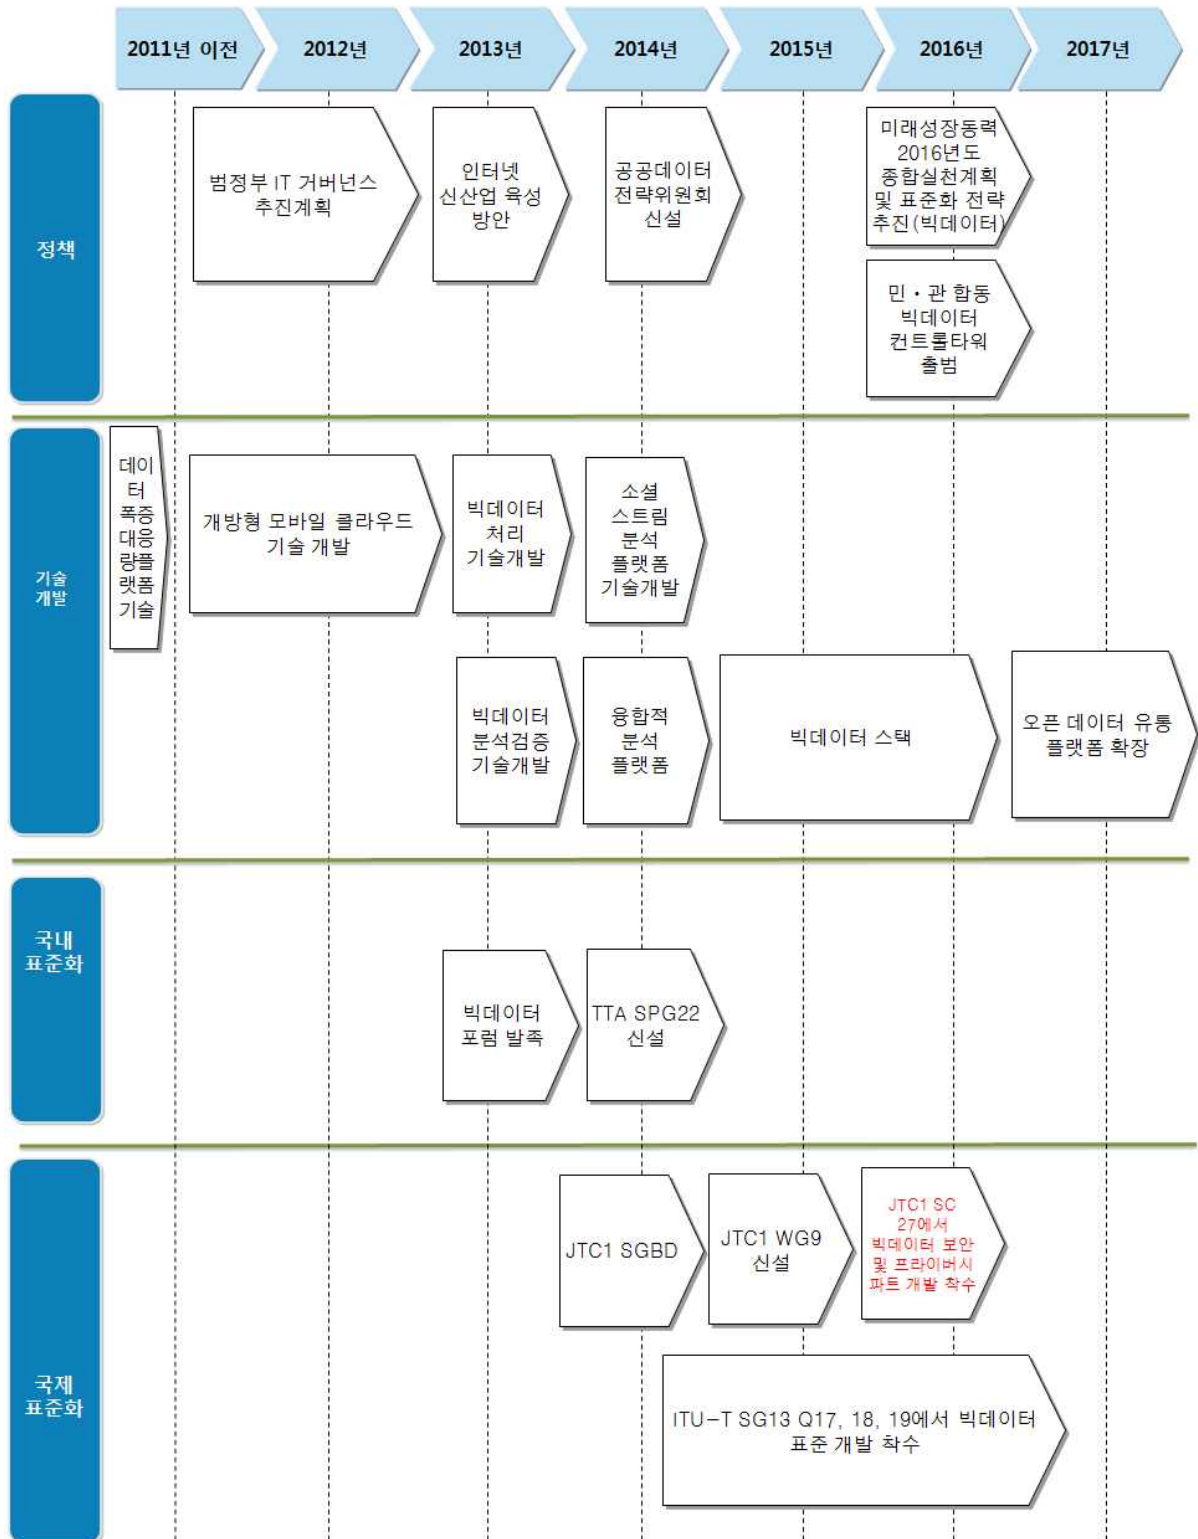 2011년 이전
2012년
2013년
2014년
2015년
2016년
2017년
정책
범정부 IT 거버넌스
추진계획
인터넷
신산업 육성
방안
공공데이터
전략위원회
신설
미래성장동력
2016년도
종합실천계획
및 표준화 전략
추진(빅데이터)
민・관 합동
빅데이터
컨트롤타워
출범
기술
개발
데이
터
폭증
대응
량플
랫폼
기술
개방형 모바일 클라우드
기술 개발
빅데이터
처리
기술개발
소셜
스트림
분석
플랫폼
기술개발
빅데이터
분석검증
기술개발
융합적
분석
플랫폼
빅데이터 스택
오픈 데이터 유통
플랫폼 확장
국내
표준화
빅데이터
포럼 발족
TTA SPG22
신설
국제
표준화
JTC1 SGBD
JTC1 WG9
신설
JTC1 SC
27에서
빅데이터 보안
및 프라이버시
파트 개발 착수
ITU-T SG13 Q17, 18, 19에서 빅데이터
표준 개발 착수